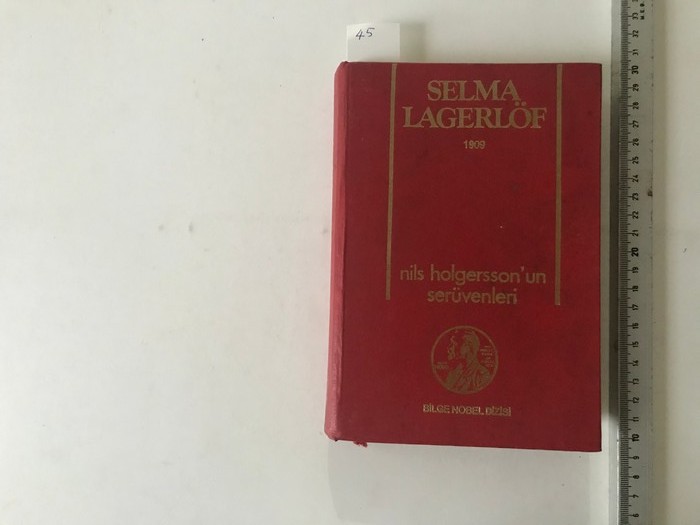 45
SELMA
LAGERLÖF
1909
nils holgersson'un
serüvenleri
BİLGE NOBEL DİZİSİ